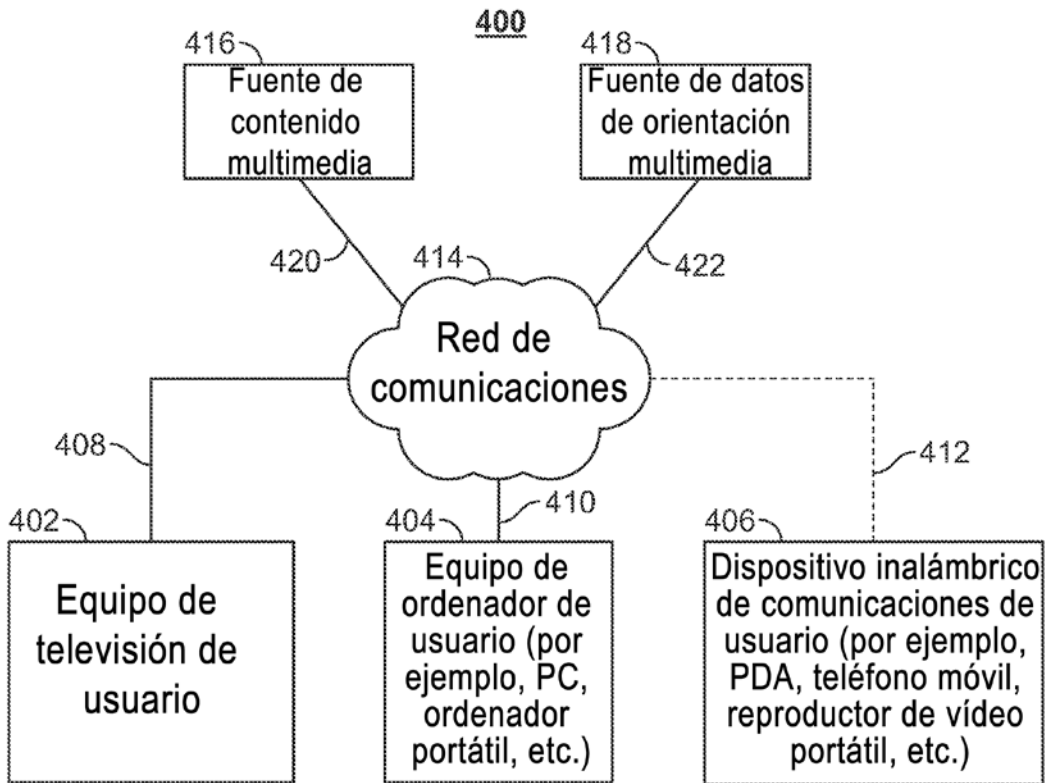 400
416
Fuente de
contenido
multimedia
418
Fuente de datos
de orientación
multimedia
420
414
422
Red de
comunicaciones
408
410
412
402
Equipo de
televisión de
usuario
404
Equipo de
ordenador de
usuario (por
ejemplo, PC,
ordenador
portátil, etc.)
406
Dispositivo inalámbrico
de comunicaciones de
usuario (por ejemplo,
PDA, teléfono móvil,
reproductor de vídeo
portátil, etc.)